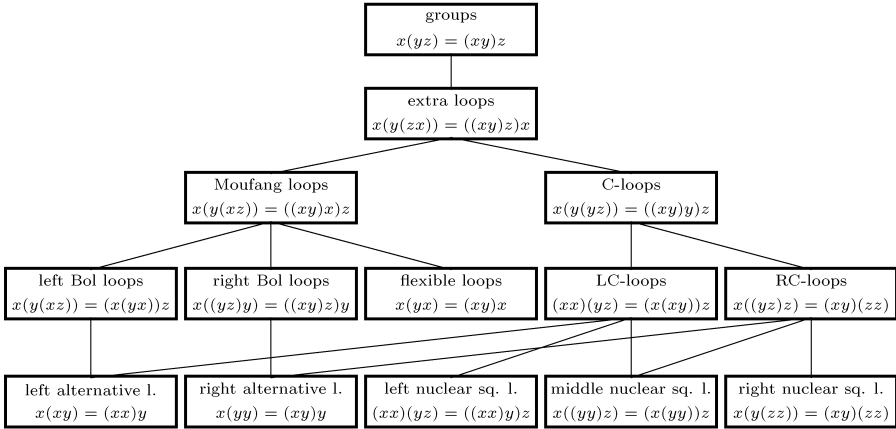 groups
x(yz) = (xy)z
extra loops
x(y(zx)) = ((xy)z)x
Moufang loops
x(y(xz)) = ((xy)x)z
C-loops
x(y(yz)) = ((xy)y)z
left Bol loops
x(y(xz)) = (x(yx))z
right Bol loops
x((yz)y) = ((xy)z)y
flexible loops
x(yx) = (xy)x
LC-loops
(xx)(yz) = (x(xy))z
RC-loops
x((yz)z) = (xy)(zz)
left alternative l.
x(xy) = (xx)y
right alternative l.
x(yy) = (xy)y
left nuclear sq. l.
(xx)(yz) = ((xx)y)z
middle nuclear sq. l.
x((yy)z) = (x(yy))z
right nuclear sq. l.
x(y(zz)) = (xy)(zz)